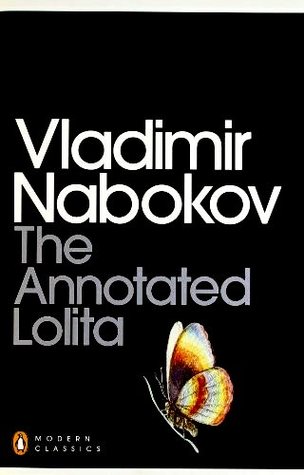 Vladimir
Nabokov
The
Annotated
Lolita
MODERN
CLASSICS